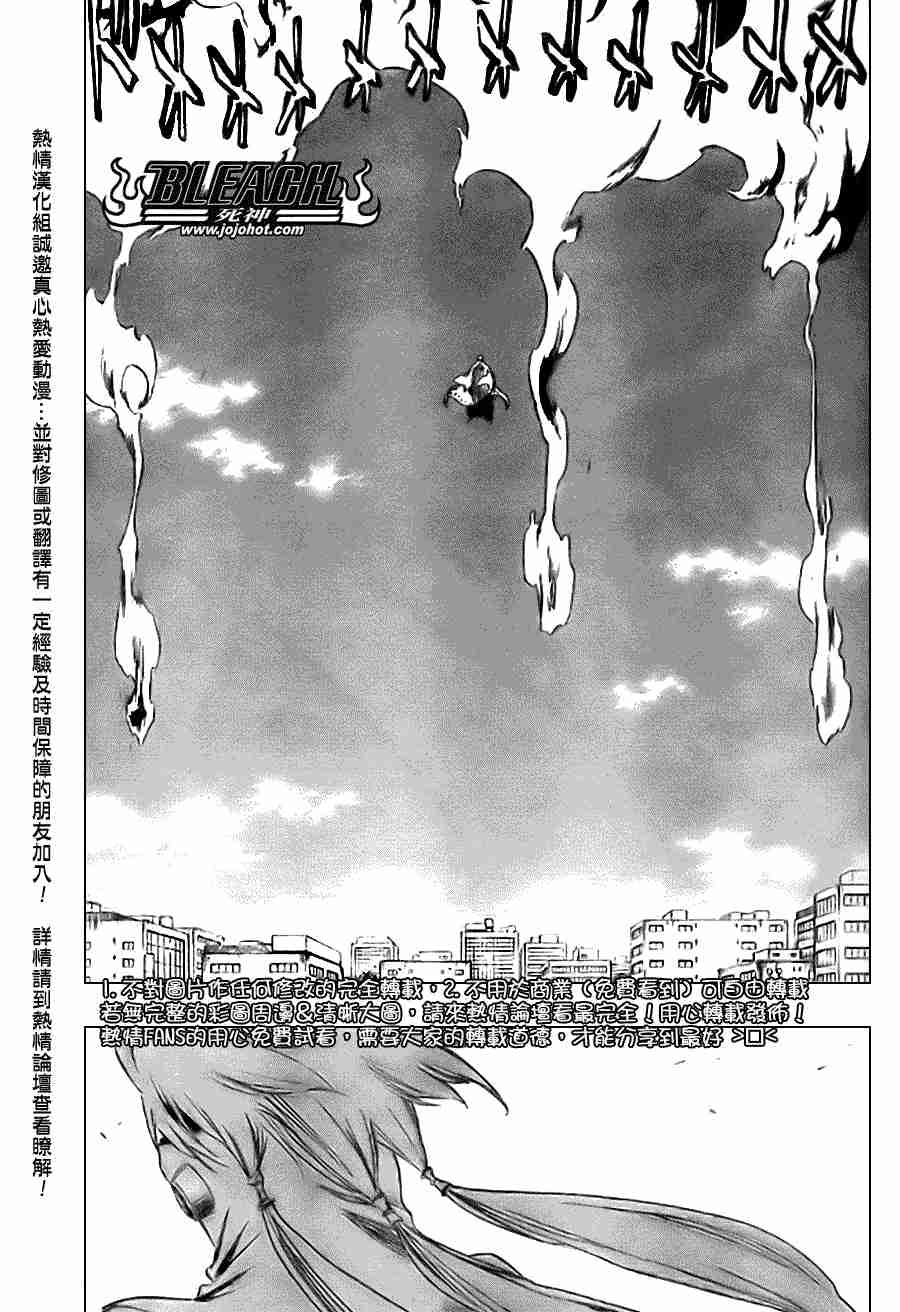 BLEACH
死神
www.jojohot.com
熱情漢化組誠邀真心熱愛動漫…並對修圖或翻譯有一定經驗及時間保障的朋友加入！ 詳情請到熱情論壇查看瞭解！
1. 不對圖片作任何修改的完全轉載，2. 不用於商業（免費看到）可自由轉載
若無完整的彩圖周漫&清晰大圖，請來熱情論壇看最完全！用心轉載發佈！
熱情FANS的用心免費試看，需要大家的轉載道德，才能分享到最好 >口<